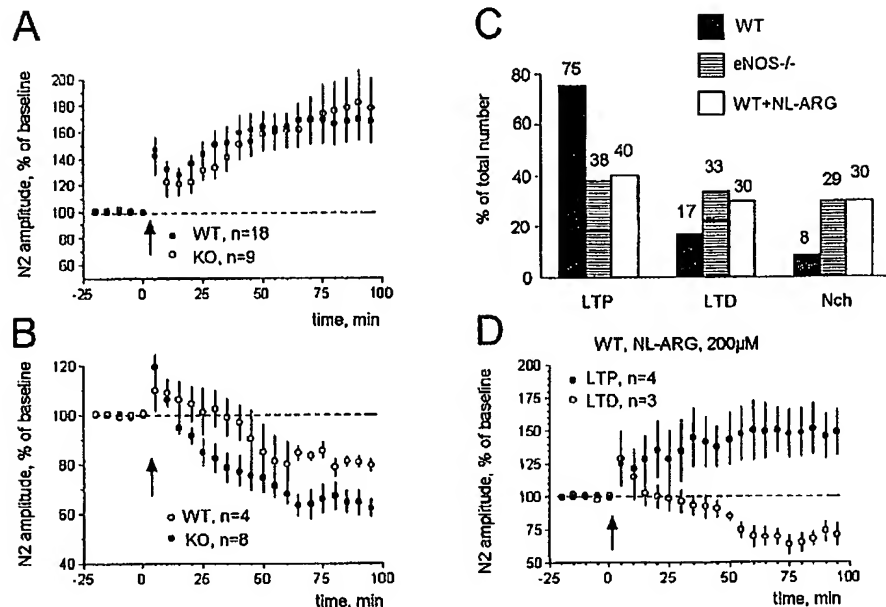 A
N2 amplitude, % of baseline
200
180
160
140
120
100
80
60
WT, n=18
KO, n=9
-25 0 25 50 75 100
time, min
B
N2 amplitude, % of baseline
120
100
80
60
40
WT, n=4
KO, n=8
-25 0 25 50 75 100
time, min
C
WT
eNOS-/-
WT+NL-ARG
% of total number
80
60
40
20
0
75
38
40
17
33
30
8
29
30
LTP LTD Nch
D
WT, NL-ARG, 200µM
N2 amplitude, % of baseline
175
150
125
100
75
50
LTP, n=4
LTD, n=3
-25 0 25 50 75 100
time, min